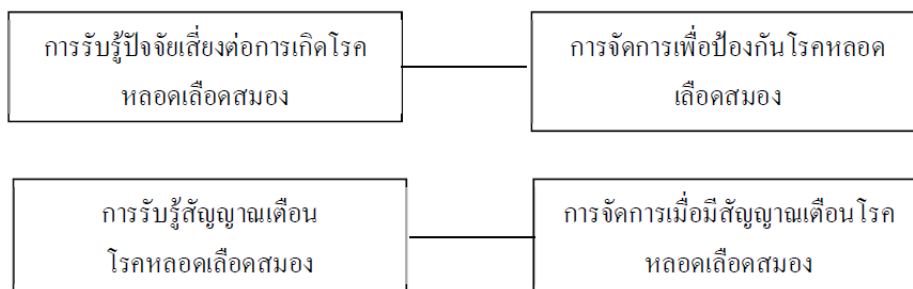 การรับรู้ปัจจัยเสี่ยงต่อการเกิดโรค
หลอดเลือดสมอง
การจัดการเพื่อป้องกันโรคหลอด
เลือดสมอง
การรับรู้สัญญาณเตือน
โรคหลอดเลือดสมอง
การจัดการเมื่อมีสัญญาณเตือนโรค
หลอดเลือดสมอง